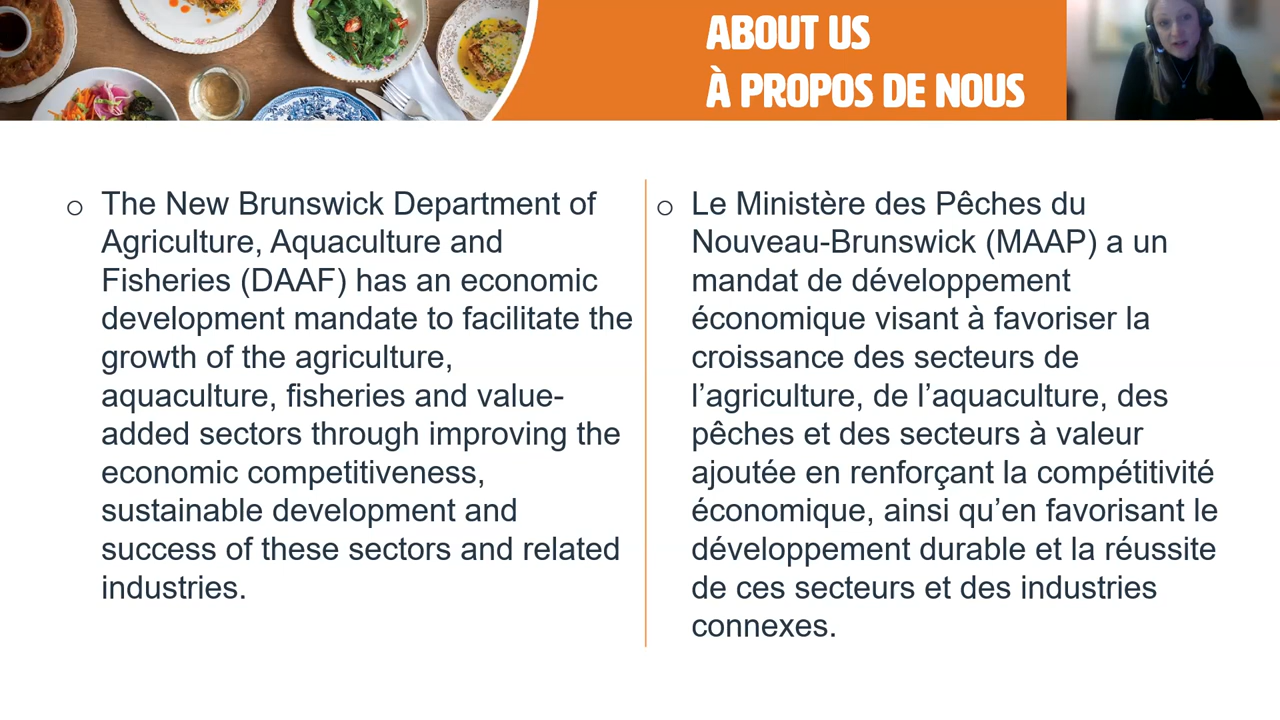 ABOUT US
À PROPOS DE NOUS
The New Brunswick Department of
Agriculture, Aquaculture and
Fisheries (DAAF) has an economic
development mandate to facilitate the
growth of the agriculture,
aquaculture, fisheries and value-
added sectors through improving the
economic competitiveness,
sustainable development and
success of these sectors and related
industries.
Le Ministère des Pêches du
Nouveau-Brunswick (MAAP) a un
mandat de développement
économique visant à favoriser la
croissance des secteurs de
l’agriculture, de l’aquaculture, des
pêches et des secteurs à valeur
ajoutée en renforçant la compétitivité
économique, ainsi qu’en favorisant le
développement durable et la réussite
de ces secteurs et des industries
connexes.